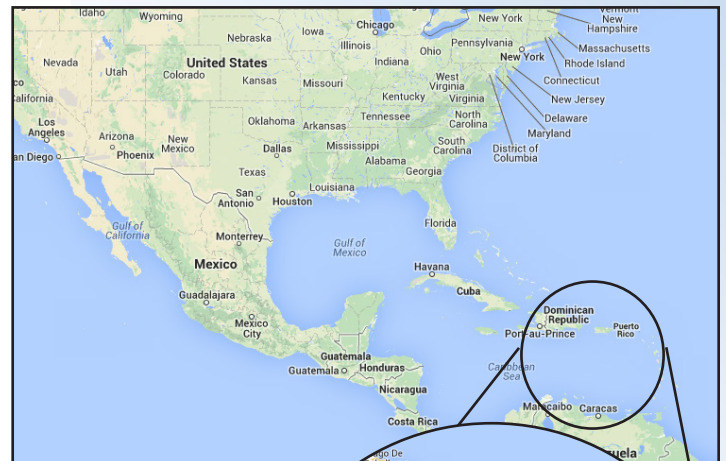 Idaho
Wyoming
Chicago
New York
Vermont
New
Hampshire
Nebraska
Iowa
Illinois
Ohio
Pennsylvania
Massachusetts
Nevada
Utah
Colorado
United States
Indiana
New York
Rhode Island
Kansas
Missouri
West
Virginia
Connecticut
California
Kentucky
Virginia
New Jersey
Los
Angeles
Arizona
New
Mexico
Oklahoma
Arkansas
Tennessee
North
Carolina
Delaware
Maryland
an Diego
Phoenix
Dallas
Mississippi
South
Carolina
District of
Columbia
Texas
Alabama
Georgia
San
Antonio
Houston
Louisiana
Gulf of
California
Monterrey
Gulf of
Mexico
Florida
Mexico
Havana
Cuba
Guadalajara
Mexico
City
Dominican
Republic
Port-au-Prince
Puerto
Rico
Guatemala
Guatemala
Honduras
Caribbean
Sea
Nicaragua
Maracaibo
Caracas
Costa Rica
ago De
uela